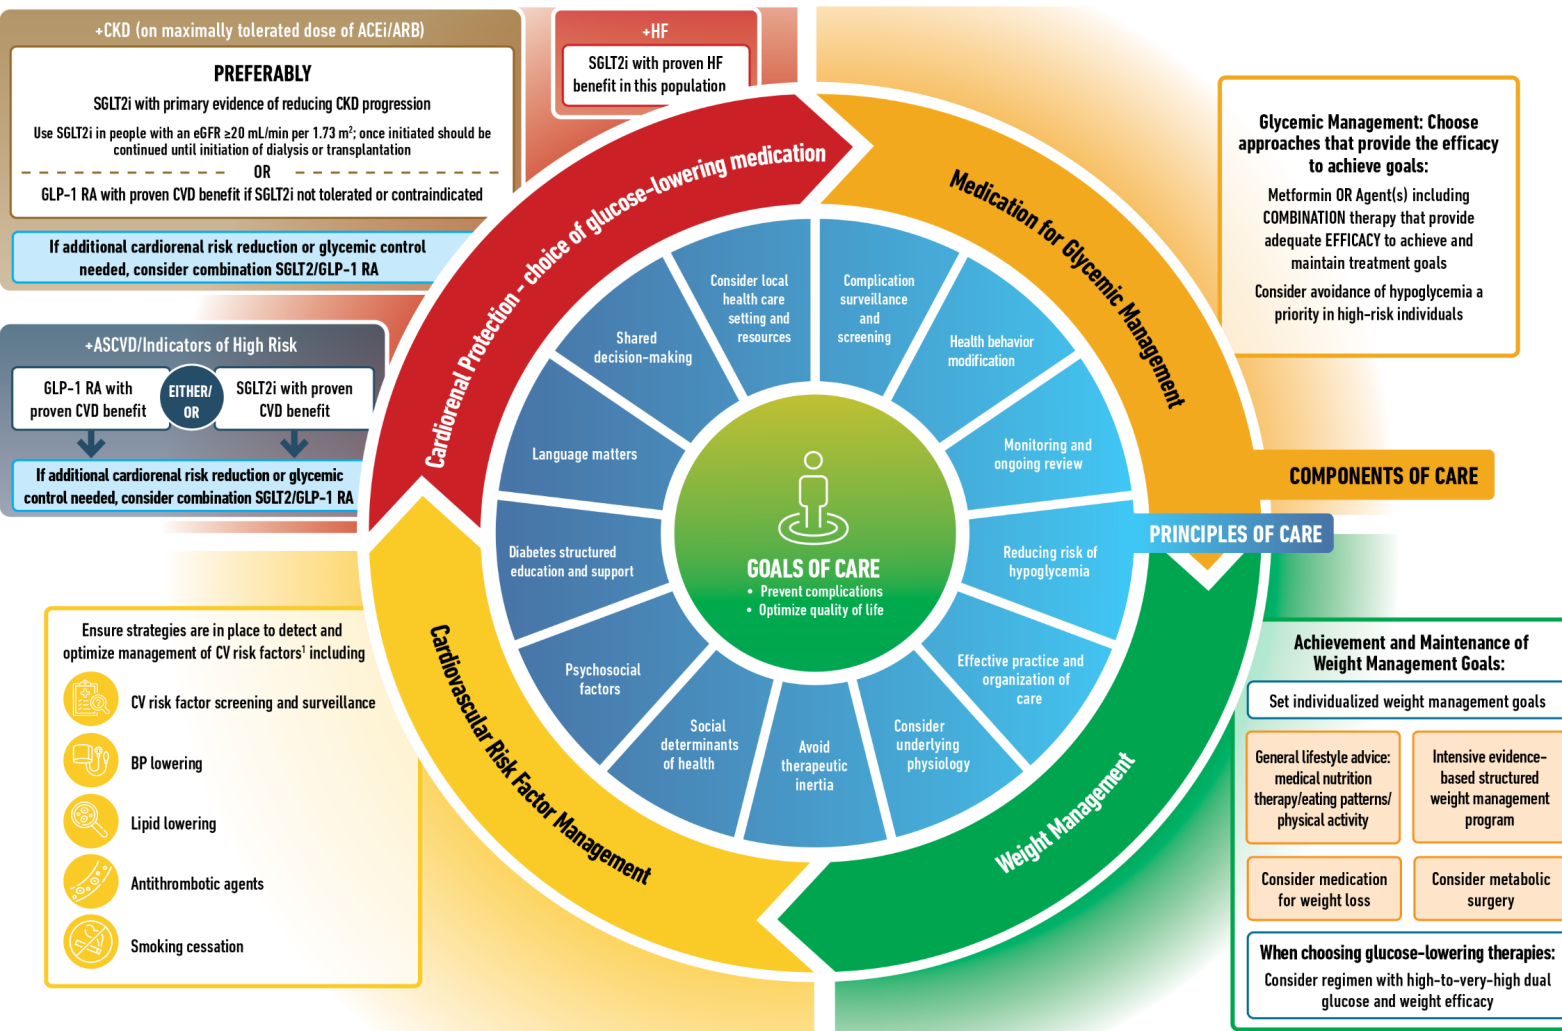 +CKD (on maximally tolerated dose of ACEi/ARB)
PREFERABLY
SGLT2i with primary evidence of reducing CKD progression
Use SGLT2i in people with an eGFR ≥20 mL/min per 1.73 m²; once initiated should be
continued until initiation of dialysis or transplantation
OR
GLP-1 RA with proven CVD benefit if SGLT2i not tolerated or contraindicated
If additional cardiorenal risk reduction or glycemic control
needed, consider combination SGLT2/GLP-1 RA
+HF
SGLT2i with proven HF
benefit in this population
+ASCVD/Indicators of High Risk
GLP-1 RA with
proven CVD benefit
EITHER/
OR
SGLT2i with proven
CVD benefit
If additional cardiorenal risk reduction or glycemic
control needed, consider combination SGLT2/GLP-1 RA
Cardiorenal Protection - choice of glucose-lowering medication
Medication for Glycemic Management
Weight Management
Cardiovascular Risk Factor Management
Glycemic Management: Choose
approaches that provide the efficacy
to achieve goals:
Metformin OR Agent(s) including
COMBINATION therapy that provide
adequate EFFICACY to achieve and
maintain treatment goals
Consider avoidance of hypoglycemia a
priority in high-risk individuals
COMPONENTS OF CARE
PRINCIPLES OF CARE
Consider local
health care
setting and
resources
Complication
surveillance
and
screening
Health behavior
modification
Monitoring and
ongoing review
Reducing risk of
hypoglycemia
Effective practice and
organization of
care
Consider
underlying
physiology
Avoid
therapeutic
inertia
Social
determinants
of health
Psychosocial
factors
Diabetes structured
education and support
Language matters
Shared
decision-making
GOALS OF CARE
• Prevent complications
• Optimize quality of life
Ensure strategies are in place to detect and
optimize management of CV risk factors¹ including
CV risk factor screening and surveillance
BP lowering
Lipid lowering
Antithrombotic agents
Smoking cessation
Achievement and Maintenance of
Weight Management Goals:
Set individualized weight management goals
General lifestyle advice:
medical nutrition
therapy/eating patterns/
physical activity
Intensive evidence-
based structured
weight management
program
Consider medication
for weight loss
Consider metabolic
surgery
When choosing glucose-lowering therapies:
Consider regimen with high-to-very-high dual
glucose and weight efficacy